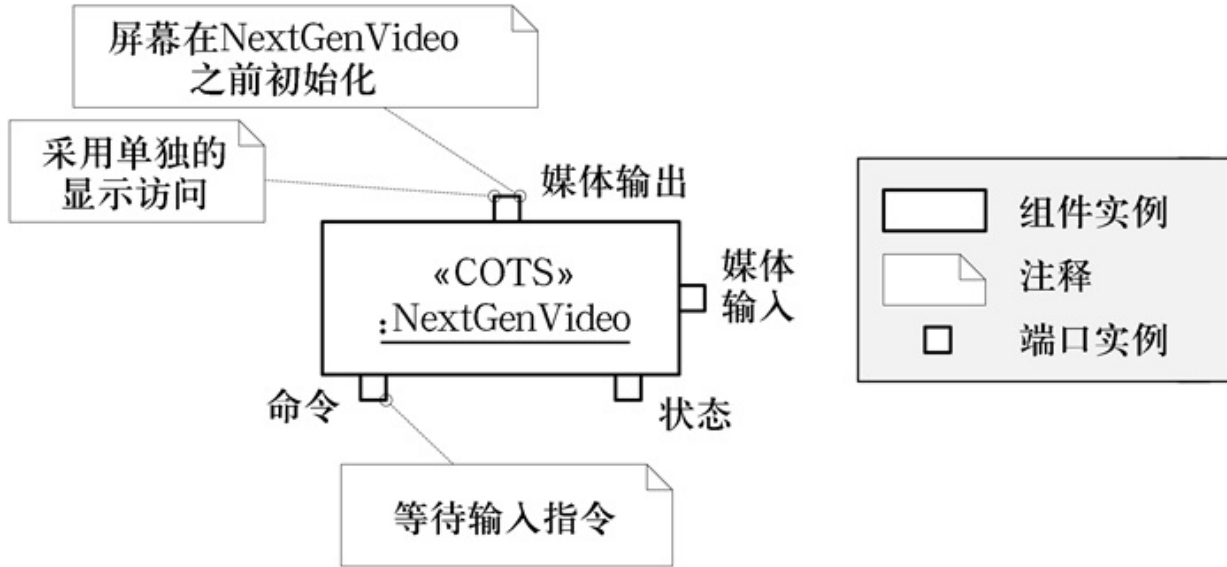 屏幕在NextGenVideo
之前初始化
采用单独的
显示访问
媒体输出
«COTS»
:NextGenVideo
媒体
输入
命令
状态
等待输入指令
组件实例
注释
端口实例